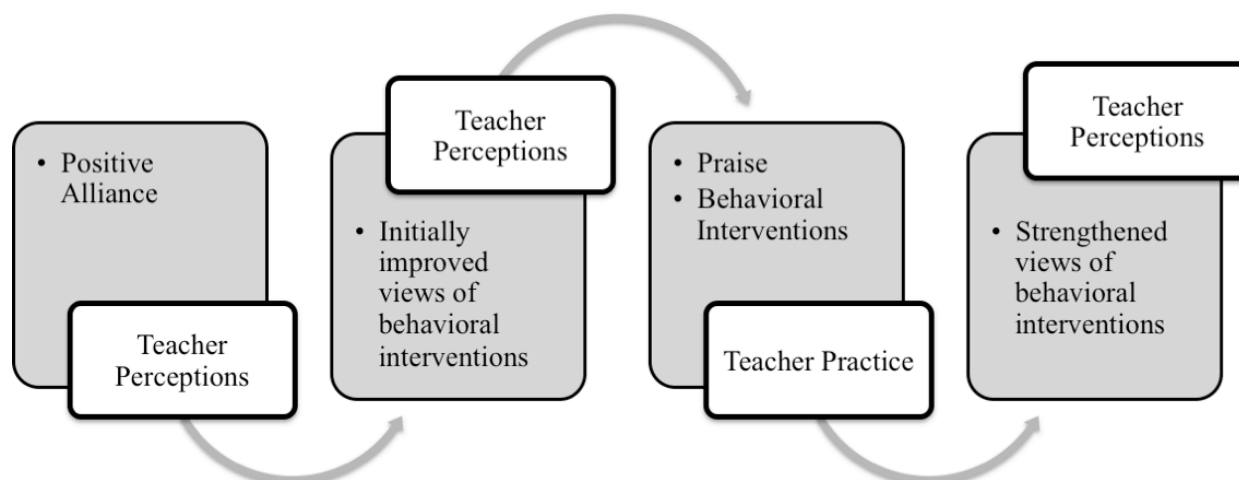 • Positive
Alliance
Teacher
Perceptions
Teacher
Perceptions
• Initially
improved
views of
behavioral
interventions
• Praise
• Behavioral
Interventions
Teacher Practice
Teacher
Perceptions
• Strengthened
views of
behavioral
interventions